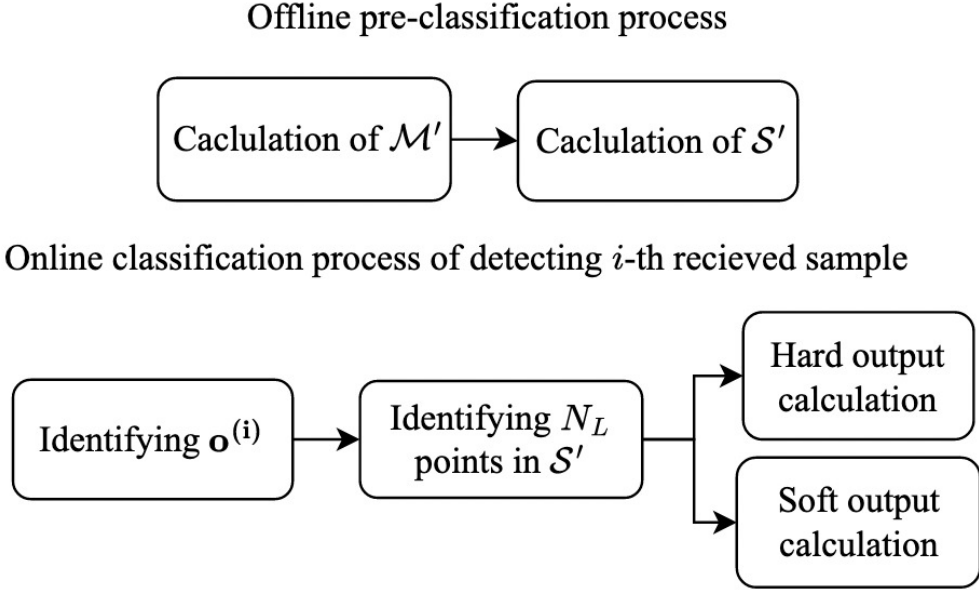 Offline pre-classification process
Caclulation of ℳ′
Caclulation of 𝒮′
Online classification process of detecting i-th recieved sample
Identifying 𝐨⁽ⁱ⁾
Identifying N_L
points in 𝒮′
Hard output
calculation
Soft output
calculation